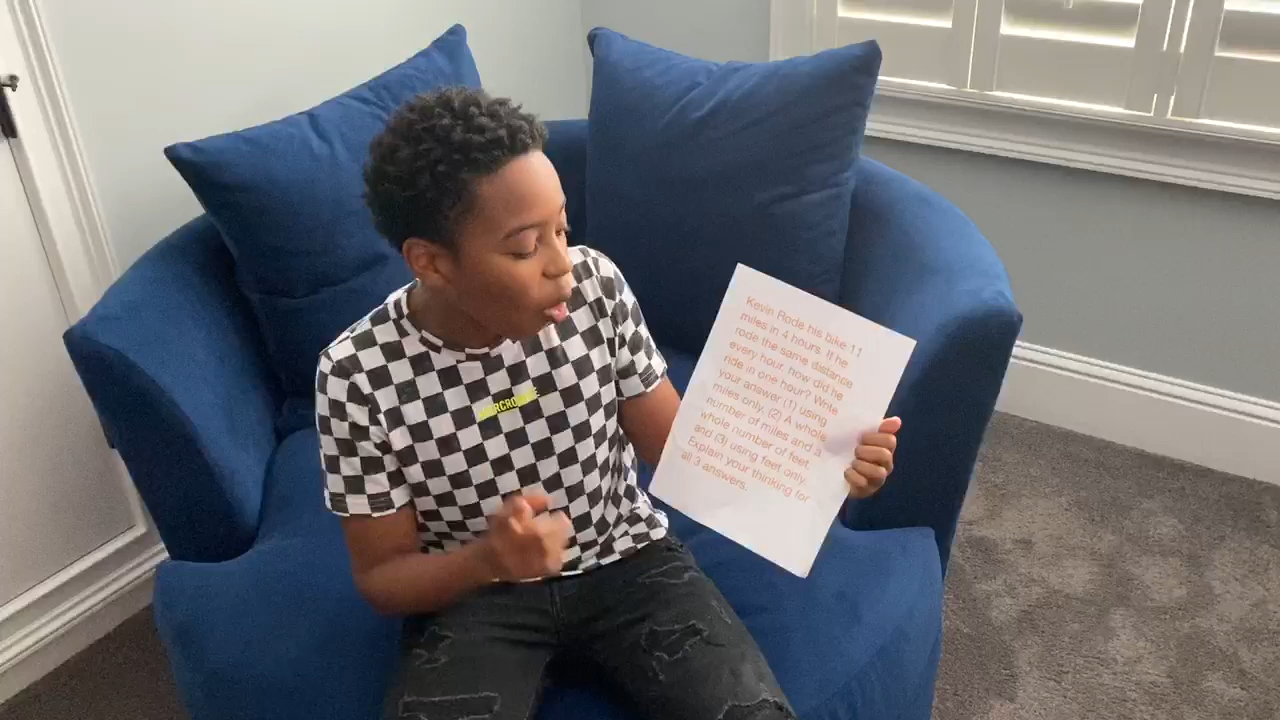 Kevin Rode his bike 11
miles in 4 hours. If he
rode the same distance
every hour, how did he
ride in one hour? Write
your answer (1) using
miles only, (2) A whole
number of miles and a
whole number of feet
and (3) using feet only.
Explain your thinking for
all 3 answers.